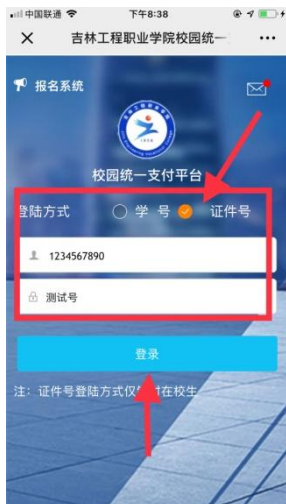 中国联通 下午8:38
吉林工程职业学院校园统一
报名系统
1954
校园统一支付平台
登陆方式 学 号 证件号
1234567890
测试号
登录
注：证件号登陆方式仅 在校生